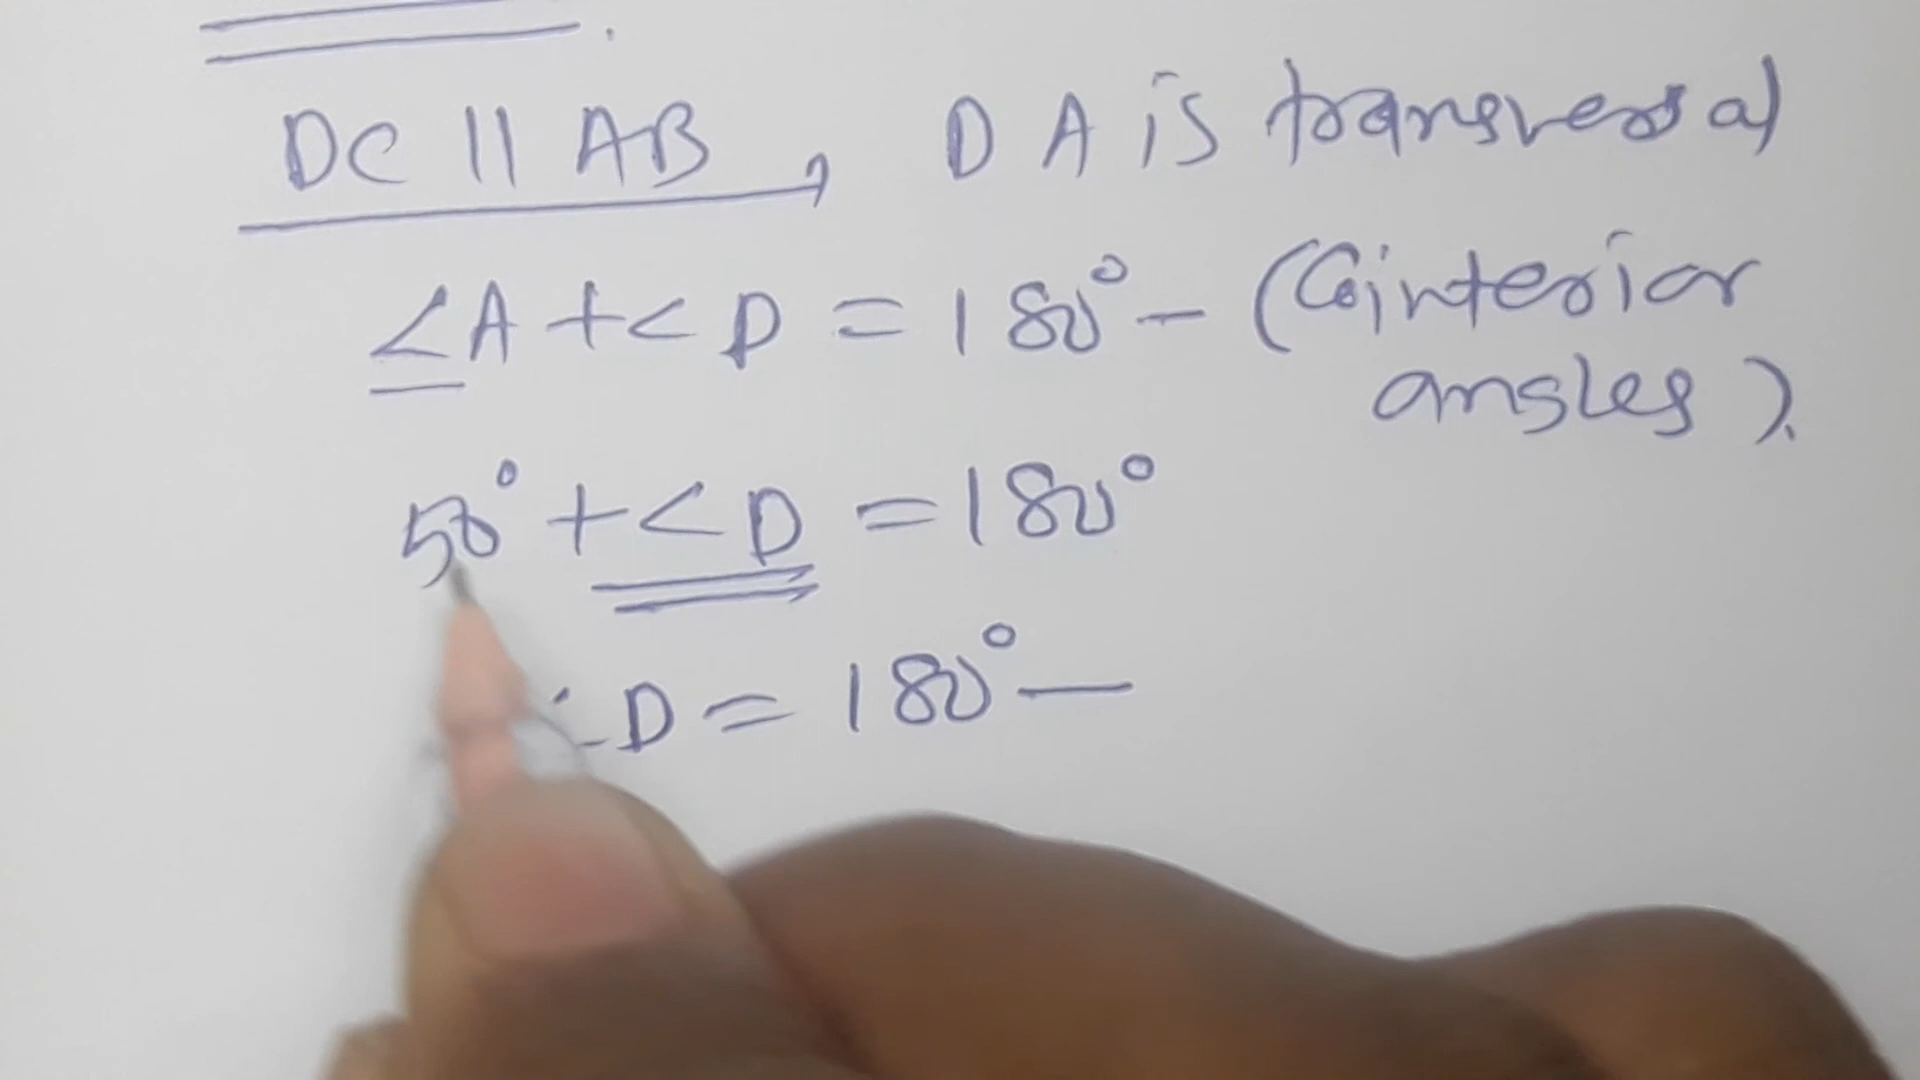 DC || AB, DA is transversal
∠A + ∠D = 180° - (Cointerior
angles).
50° + ∠D = 180°
∠D = 180° -